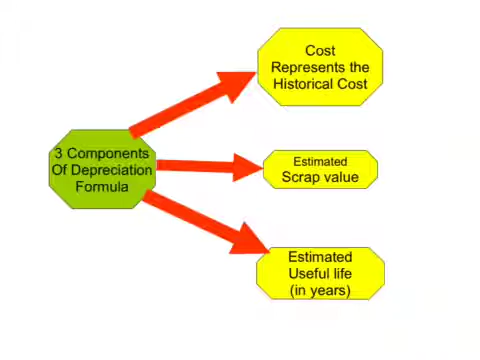 3 Components
Of Depreciation
Formula
Cost
Represents the
Historical Cost
Estimated
Scrap value
Estimated
Useful life
(in years)